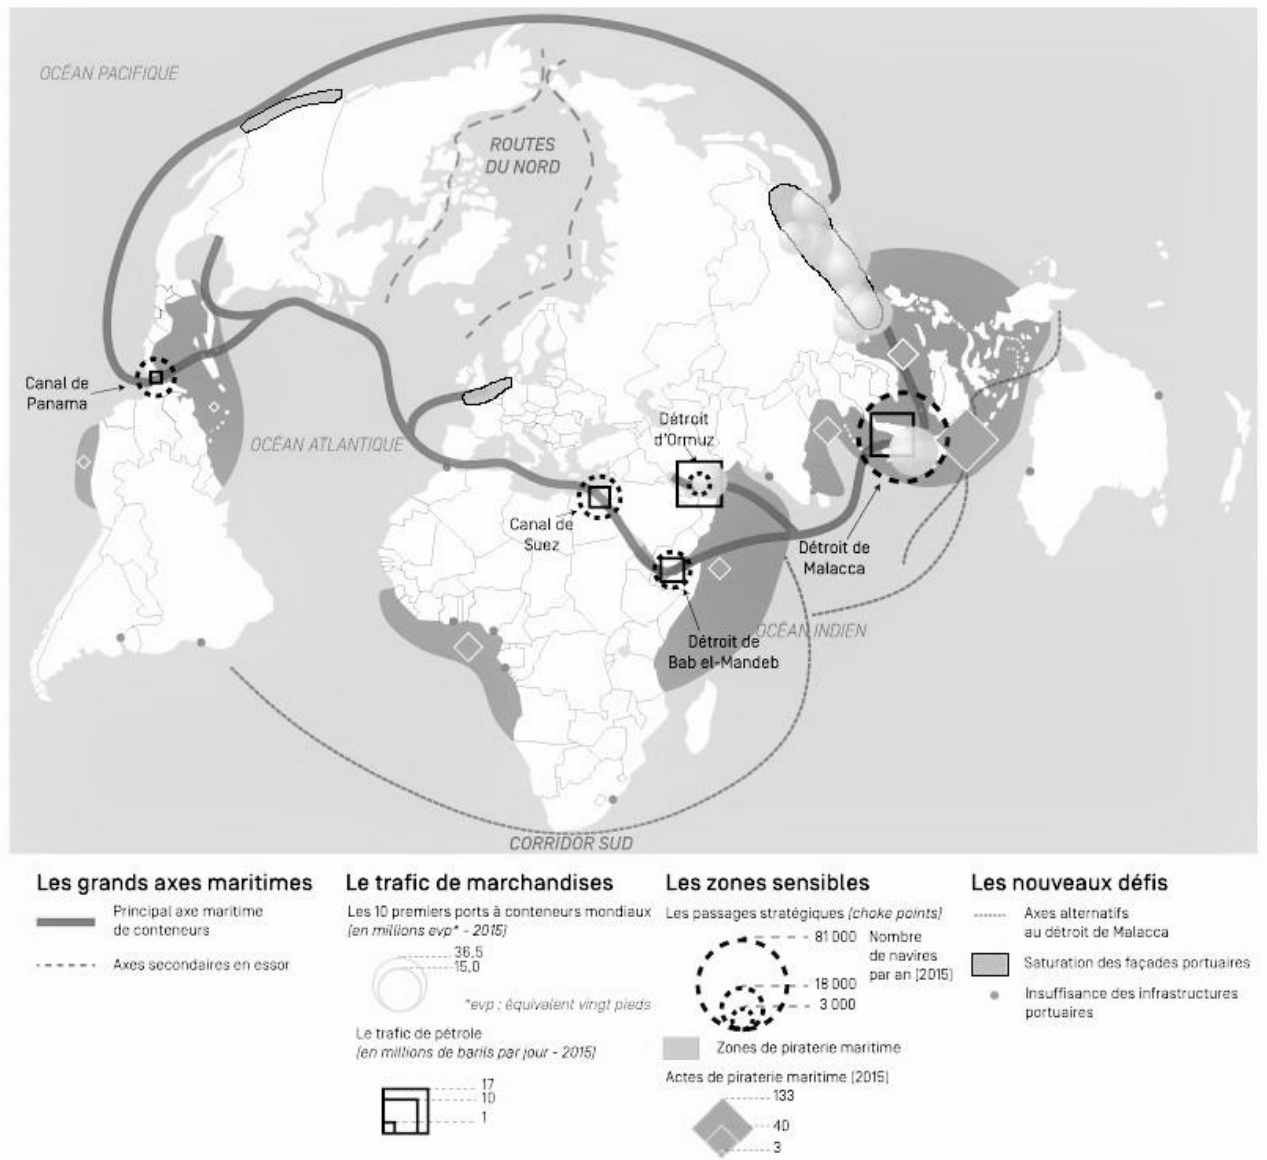 OCÉAN PACIFIQUE
ROUTES
DU NORD
Canal de
Panama
OCÉAN ATLANTIQUE
Détroit
d'Ormuz
Canal de
Suez
Détroit de
Malacca
OCÉAN INDIEN
Détroit de
Bab el-Mandeb
CORRIDOR SUD
Les grands axes maritimes
Principal axe maritime
de conteneurs
Axes secondaires en essor
Le trafic de marchandises
Les 10 premiers ports à conteneurs mondiaux
(en millions evp* - 2015)
36,5
15,0
*evp : équivalent vingt pieds
Le trafic de pétrole
(en millions de barils par jour - 2015)
17
10
1
Les zones sensibles
Les passages stratégiques (choke points)
81 000
18 000
3 000
Nombre
de navires
par an (2015)
Zones de piraterie maritime
Actes de piraterie maritime (2015)
133
40
3
Les nouveaux défis
Axes alternatifs
au détroit de Malacca
Saturation des façades portuaires
Insuffisance des infrastructures
portuaires